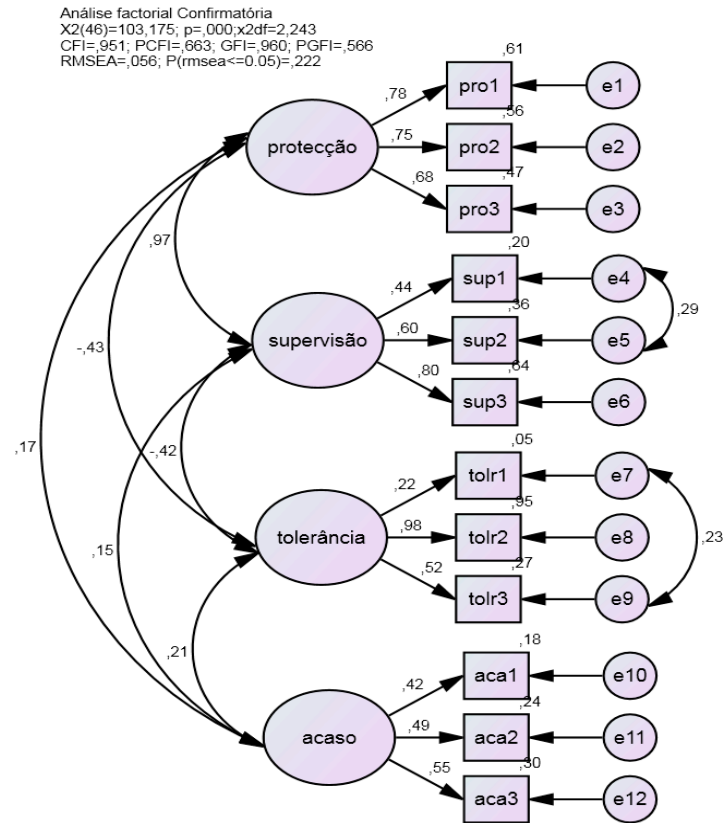 Análise factorial Confirmatória
X2(46)=103,175; p=,000;x2df=2,243
CFI=,951; PCFI=,663; GFI=,960; PGFI=,566
RMSEA=,056; P(rmsea<=0.05)=,222
,61
,78
pro1
e1
,56
protecção
,75
pro2
e2
,47
,68
pro3
e3
,97
,20
,44
sup1
e4
,36
,29
supervisão
,60
sup2
e5
,64
,80
sup3
e6
-,43
,17
-,42
,05
,22
tolr1
e7
,95
tolerância
,98
tolr2
e8
,23
,15
,27
,52
tolr3
e9
,21
,18
,42
aca1
e10
,24
acaso
,49
aca2
e11
,30
,55
aca3
e12